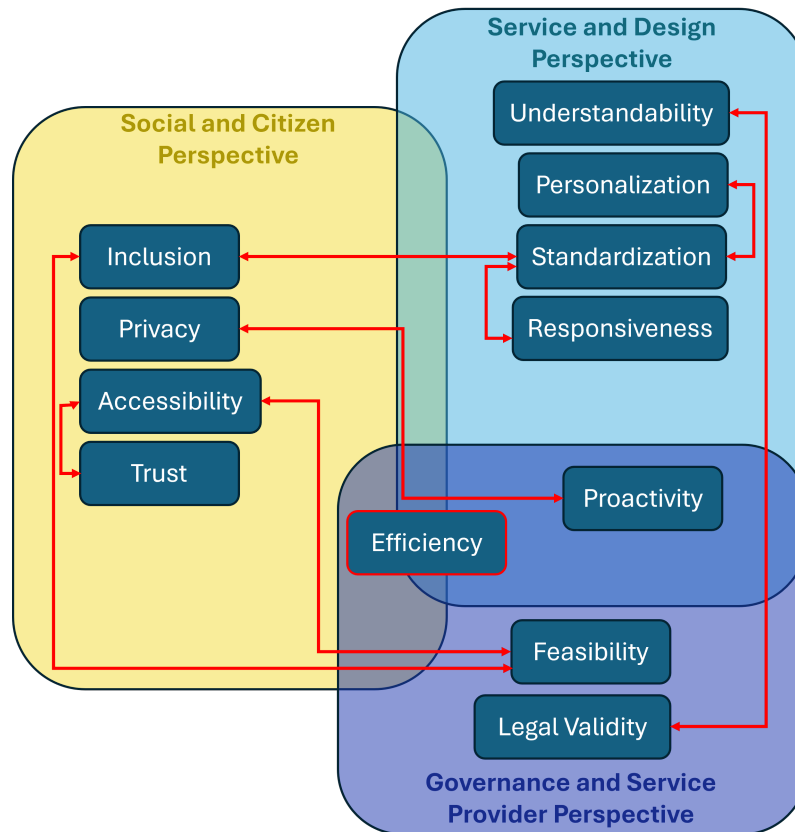 Service and Design
Perspective
Understandability
Personalization
Standardization
Responsiveness
Social and Citizen
Perspective
Inclusion
Privacy
Accessibility
Trust
Proactivity
Efficiency
Feasibility
Legal Validity
Governance and Service
Provider Perspective